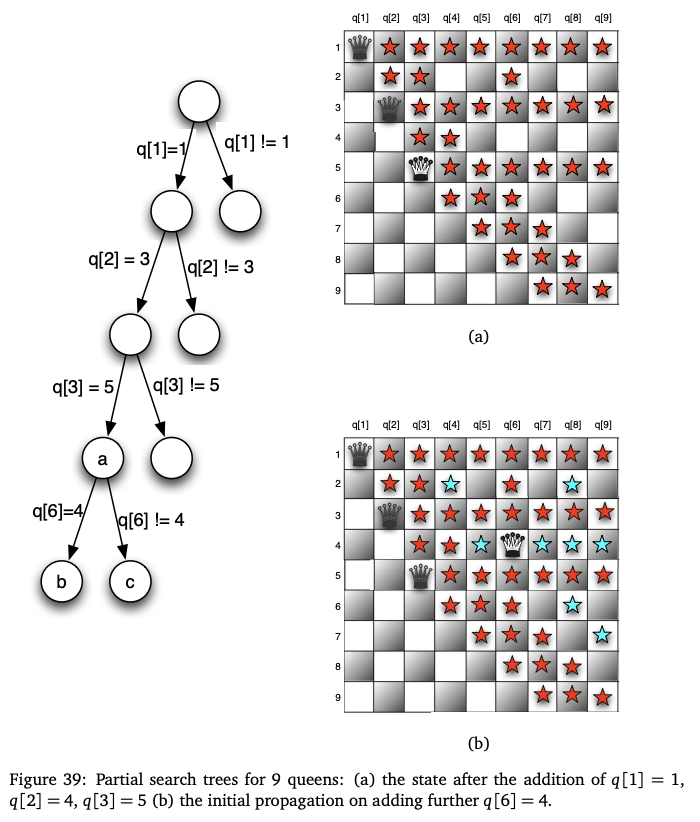 q[1]=1
q[1] != 1
q[2] = 3
q[2] != 3
q[3] = 5
q[3] != 5
a
q[6]=4
q[6] != 4
b
c
q[1] q[2] q[3] q[4] q[5] q[6] q[7] q[8] q[9]
1
2
3
4
5
6
7
8
9
(a)
q[1] q[2] q[3] q[4] q[5] q[6] q[7] q[8] q[9]
1
2
3
4
5
6
7
8
9
(b)
Figure 39: Partial search trees for 9 queens: (a) the state after the addition of q[1] = 1,
q[2] = 4, q[3] = 5 (b) the initial propagation on adding further q[6] = 4.